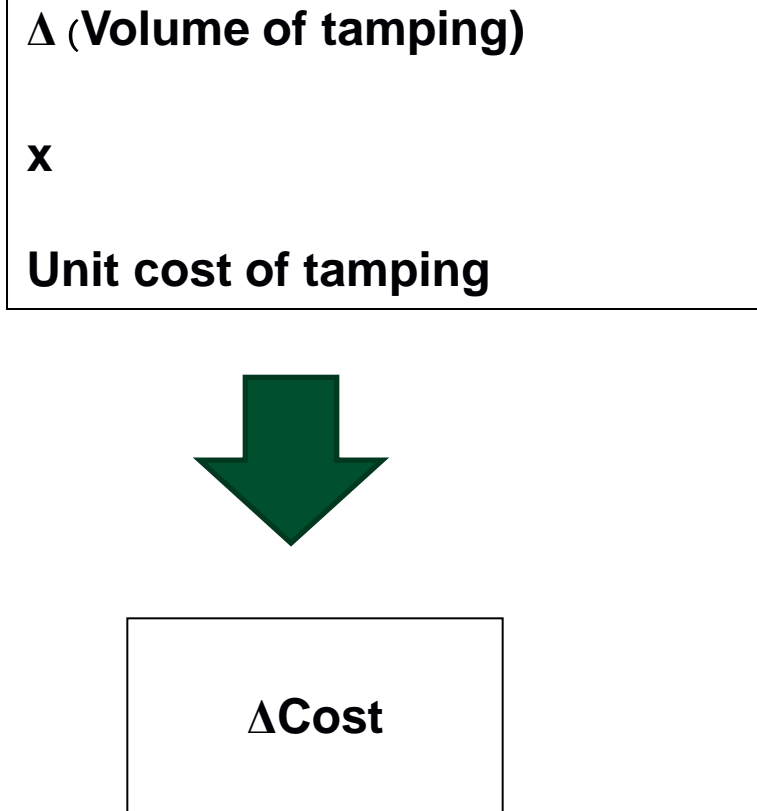 Δ (Volume of tamping)
x
Unit cost of tamping
ΔCost